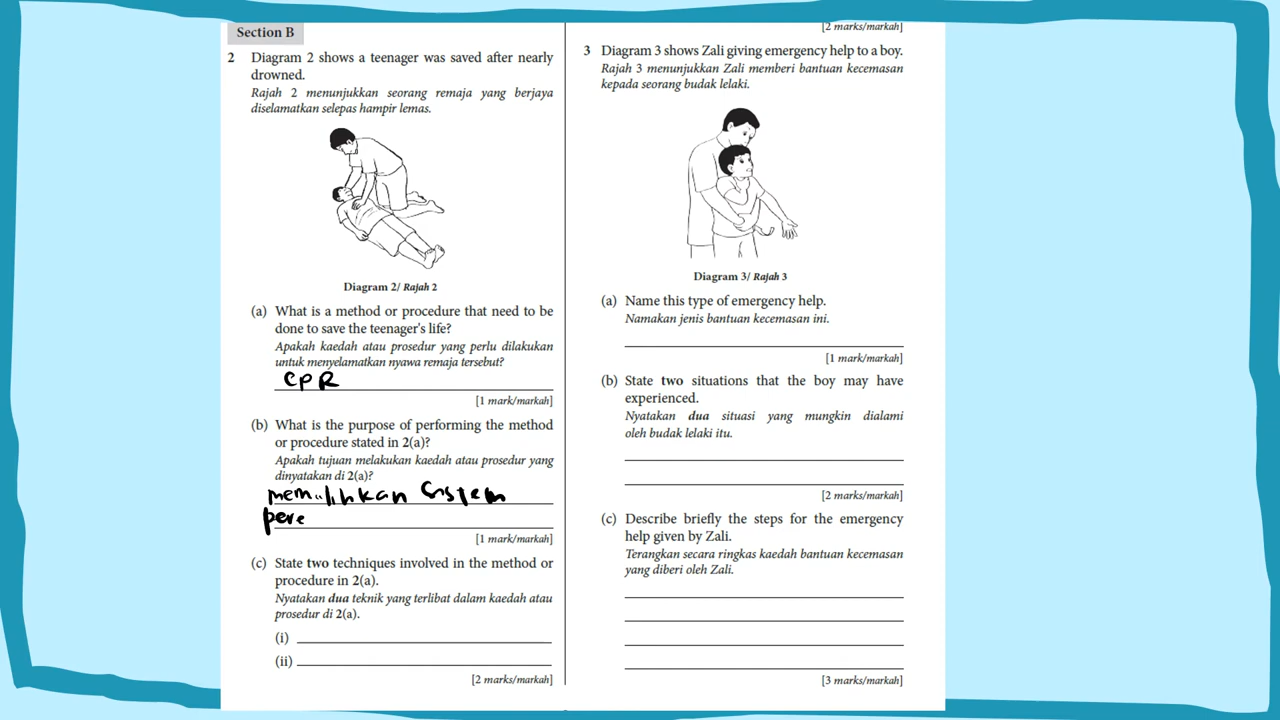 Section B
2 Diagram 2 shows a teenager was saved after nearly
drowned.
Rajah 2 menunjukkan seorang remaja yang berjaya
diselamatkan selepas hampir lemas.
Diagram 2/ Rajah 2
(a) What is a method or procedure that need to be
done to save the teenager's life?
Apakah kaedah atau prosedur yang perlu dilakukan
untuk menyelamatkan nyawa remaja tersebut?
CPR
[1 mark/markah]
(b) What is the purpose of performing the method
or procedure stated in 2(a)?
Apakah tujuan melakukan kaedah atau prosedur yang
dinyatakan di 2(a)?
sistem
pere
[1 mark/markah]
(c) State two techniques involved in the method or
procedure in 2(a).
Nyatakan dua teknik yang terlibat dalam kaedah atau
prosedur di 2(a).
(i)
(ii)
[2 marks/markah]
[2 marks/markah]
3 Diagram 3 shows Zali giving emergency help to a boy.
Rajah 3 menunjukkan Zali memberi bantuan kecemasan
kepada seorang budak lelaki.
Diagram 3/ Rajah 3
(a) Name this type of emergency help.
Namakan jenis bantuan kecemasan ini.
[1 mark/markah]
(b) State two situations that the boy may have
experienced.
Nyatakan dua situasi yang mungkin dialami
oleh budak lelaki itu.
[2 marks/markah]
(c) Describe briefly the steps for the emergency
help given by Zali.
Terangkan secara ringkas kaedah bantuan kecemasan
yang diberi oleh Zali.
[3 marks/markah]